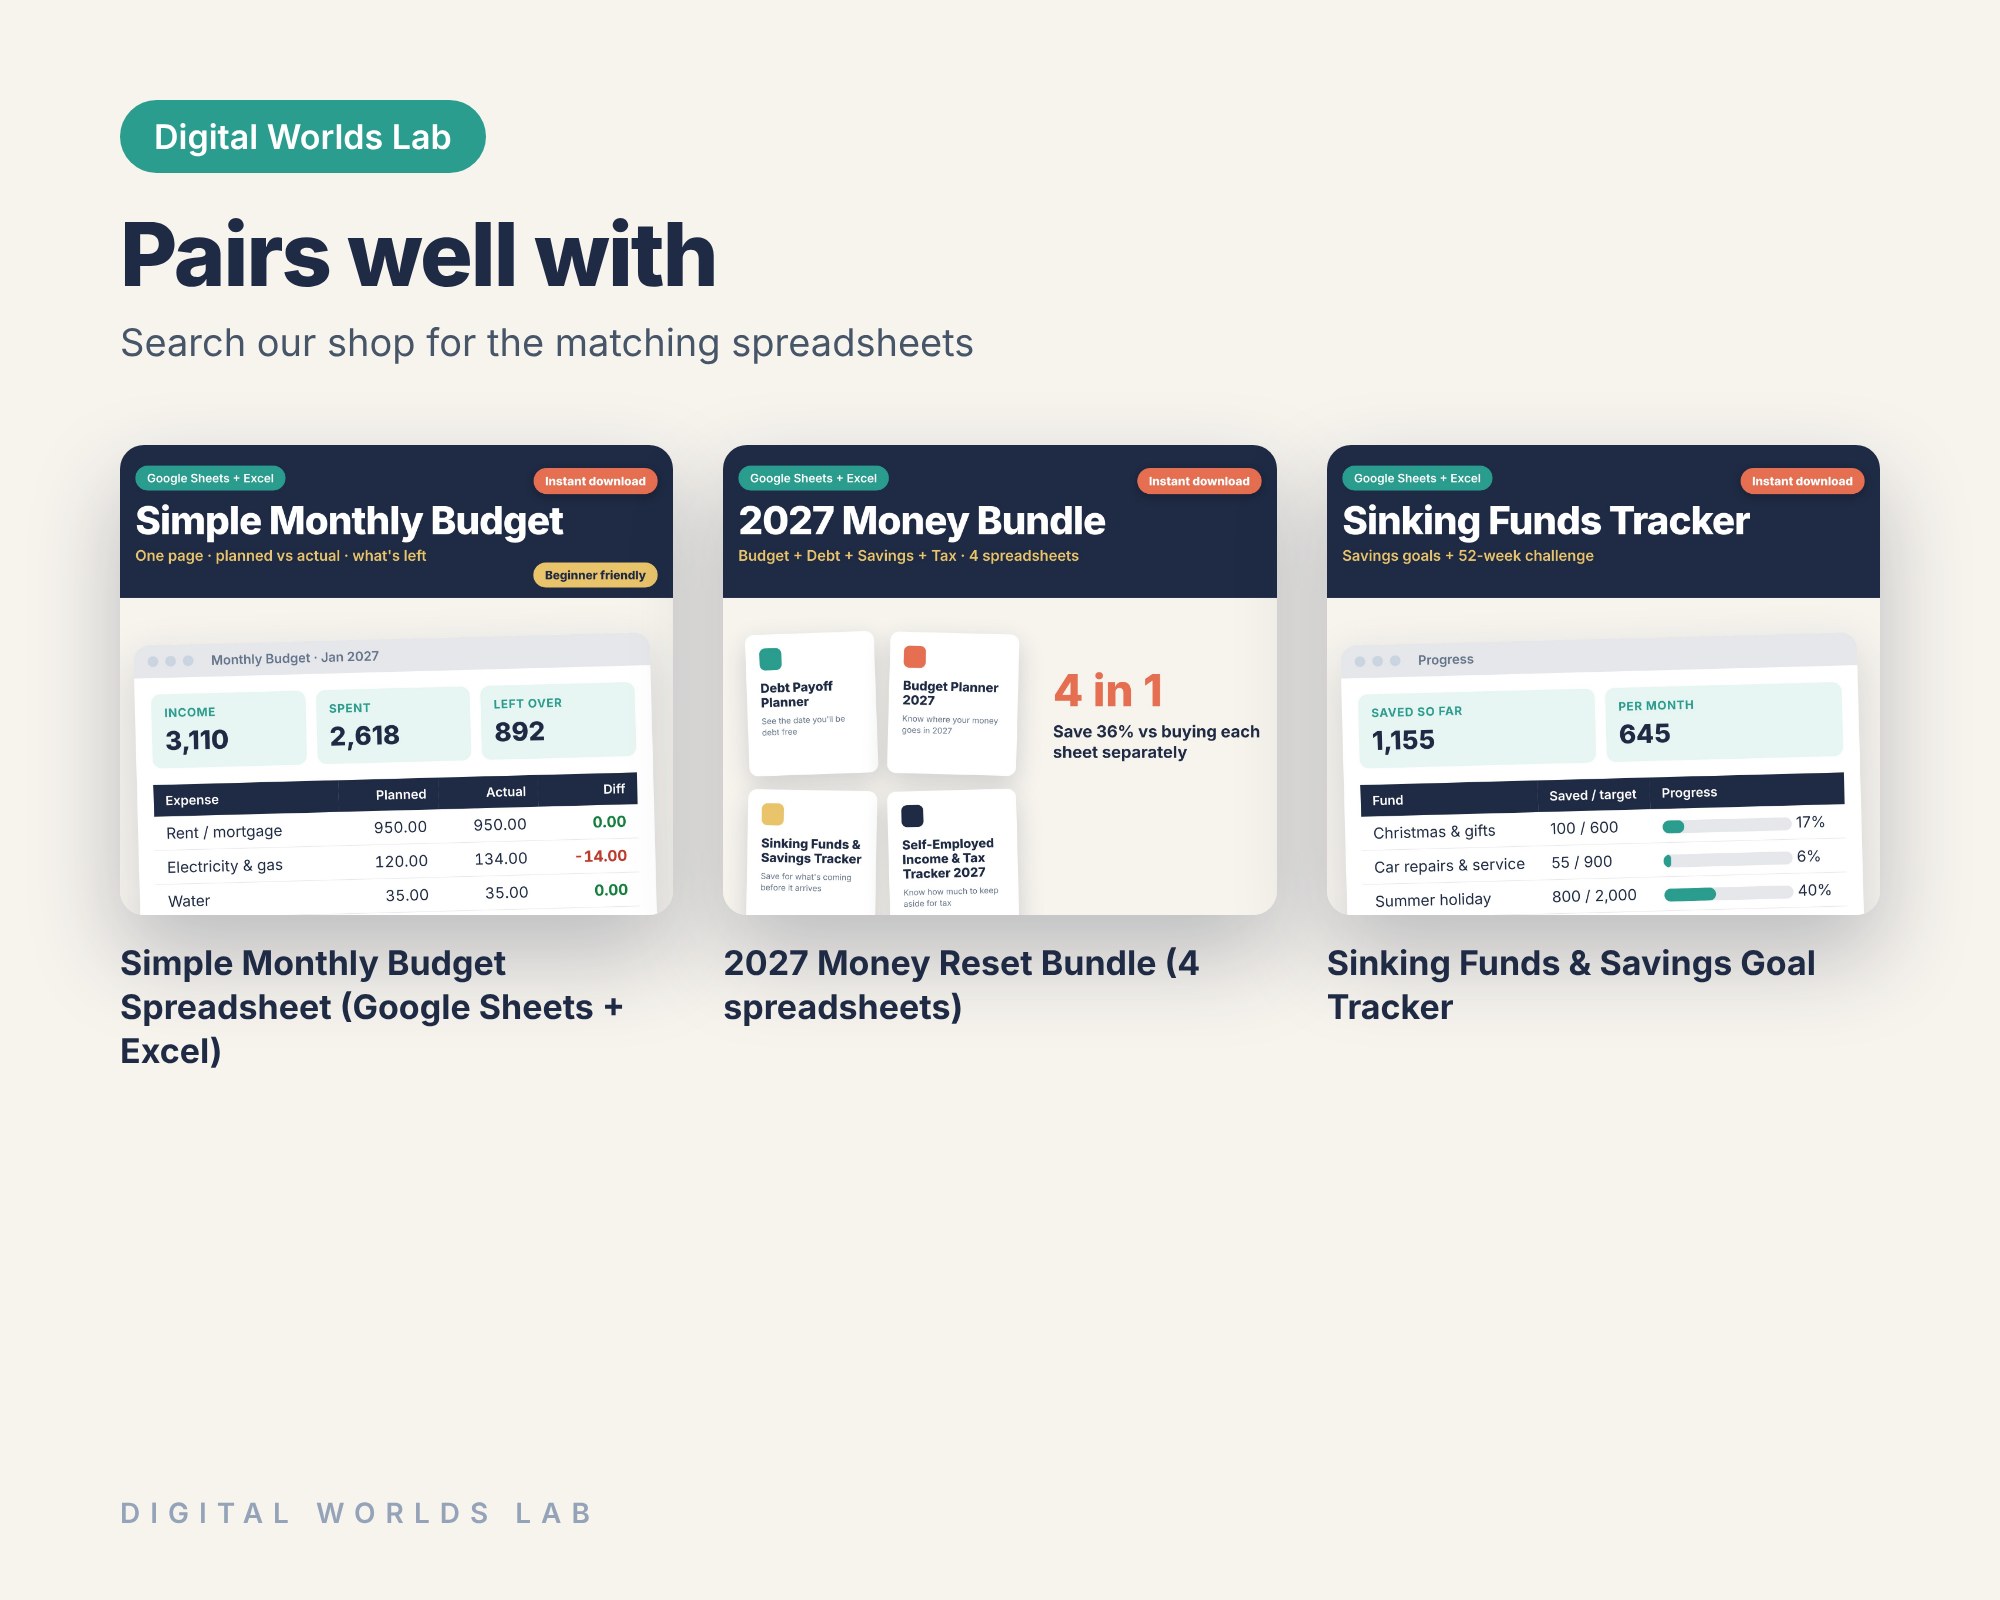 Digital Worlds Lab
Pairs well with
Search our shop for the matching spreadsheets
Google Sheets + Excel
Instant download
Simple Monthly Budget
One page · planned vs actual · what's left
Beginner friendly
Monthly Budget · Jan 2027
INCOME
3,110
SPENT
2,618
LEFT OVER
892
Expense Planned Actual Diff
Rent / mortgage 950.00 950.00 0.00
Electricity & gas 120.00 134.00 -14.00
Water 35.00 35.00 0.00
Simple Monthly Budget
Spreadsheet (Google Sheets +
Excel)
Google Sheets + Excel
Instant download
2027 Money Bundle
Budget + Debt + Savings + Tax · 4 spreadsheets
Debt Payoff
Planner
See the date you'll be
debt free
Budget Planner
2027
Know where your money
goes in 2027
Sinking Funds &
Savings Tracker
Save for what's coming
before it arrives
Self-Employed
Income & Tax
Tracker 2027
Know how much to keep
aside for tax
4 in 1
Save 36% vs buying each
sheet separately
2027 Money Reset Bundle (4
spreadsheets)
Google Sheets + Excel
Instant download
Sinking Funds Tracker
Savings goals + 52-week challenge
Progress
SAVED SO FAR
1,155
PER MONTH
645
Fund Saved / target Progress
Christmas & gifts 100 / 600 17%
Car repairs & service 55 / 900 6%
Summer holiday 800 / 2,000 40%
Sinking Funds & Savings Goal
Tracker
DIGITAL WORLDS LAB